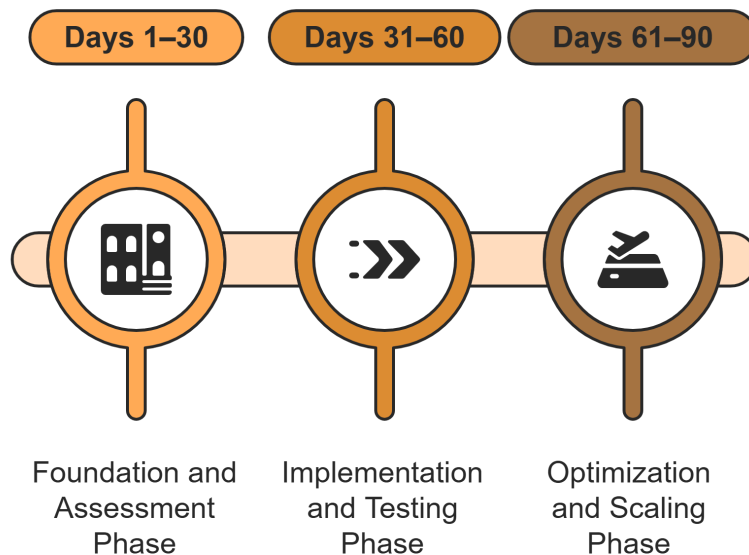 Days 1–30
Days 31–60
Days 61–90
Foundation and
Assessment
Phase
Implementation
and Testing
Phase
Optimization
and Scaling
Phase